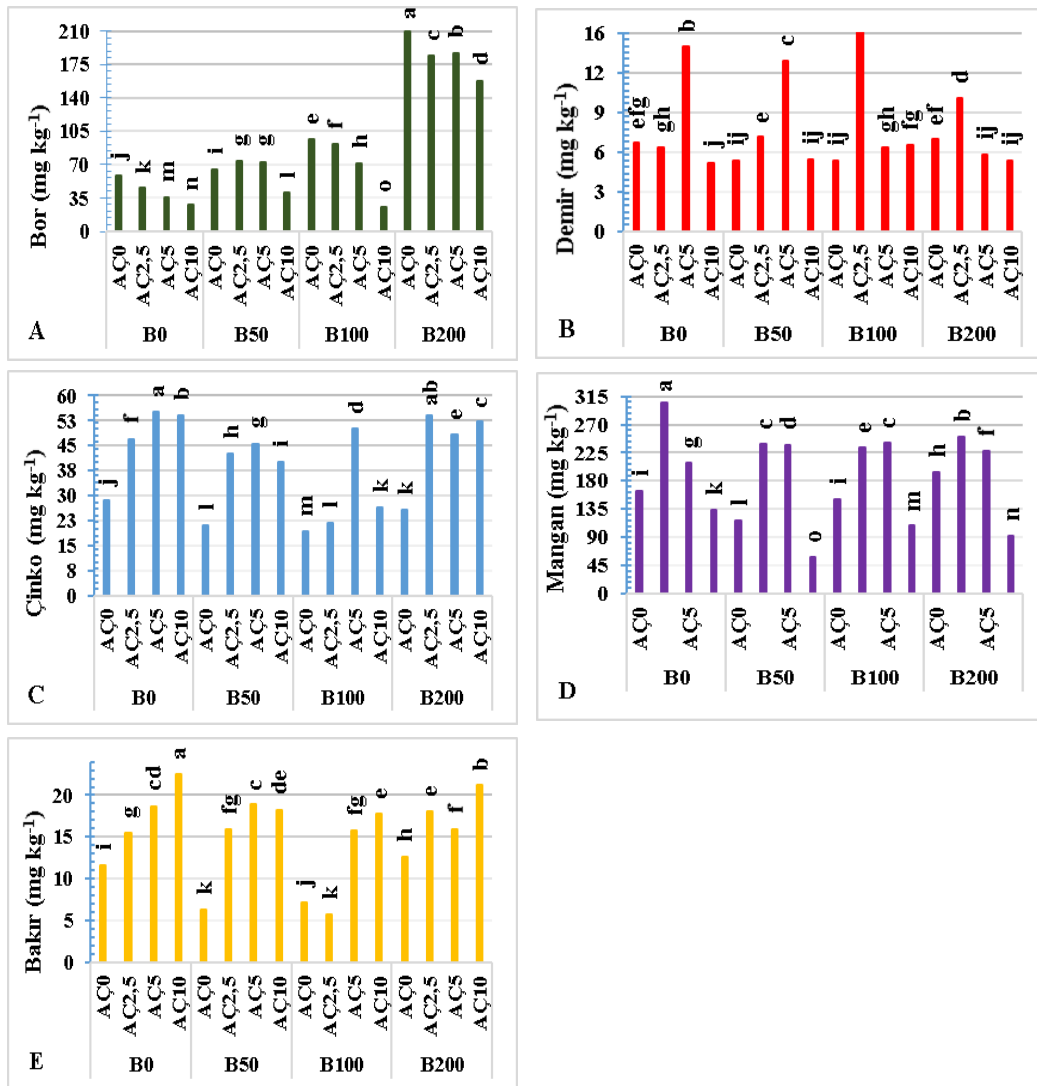 Bor (mg kg⁻¹)
210
175
140
105
70
35
0
j k m n i g g l e f h o a c b d
AÇ0 AÇ2,5 AÇ5 AÇ10 AÇ0 AÇ2,5 AÇ5 AÇ10 AÇ0 AÇ2,5 AÇ5 AÇ10 AÇ0 AÇ2,5 AÇ5 AÇ10
B0 B50 B100 B200
A
Demir (mg kg⁻¹)
16
12
9
6
3
0
efg gh b j ij e c ij ij gh fg ef d ij ij
AÇ0 AÇ2,5 AÇ5 AÇ10 AÇ0 AÇ2,5 AÇ5 AÇ10 AÇ0 AÇ2,5 AÇ5 AÇ10 AÇ0 AÇ2,5 AÇ5 AÇ10
B0 B50 B100 B200
B
Çinko (mg kg⁻¹)
60
53
45
38
30
23
15
8
0
j f a b l h g i m l d k k ab e c
AÇ0 AÇ2,5 AÇ5 AÇ10 AÇ0 AÇ2,5 AÇ5 AÇ10 AÇ0 AÇ2,5 AÇ5 AÇ10 AÇ0 AÇ2,5 AÇ5 AÇ10
B0 B50 B100 B200
C
Mangan (mg kg⁻¹)
315
270
225
180
135
90
45
0
i a g k l c d o i e c m h b f n
AÇ0 AÇ5 AÇ0 AÇ5 AÇ0 AÇ5 AÇ0 AÇ5
B0 B50 B100 B200
D
Bakır (mg kg⁻¹)
20
15
10
5
0
i g cd a k fg c de j k fg e h e f b
AÇ0 AÇ2,5 AÇ5 AÇ10 AÇ0 AÇ2,5 AÇ5 AÇ10 AÇ0 AÇ2,5 AÇ5 AÇ10 AÇ0 AÇ2,5 AÇ5 AÇ10
B0 B50 B100 B200
E